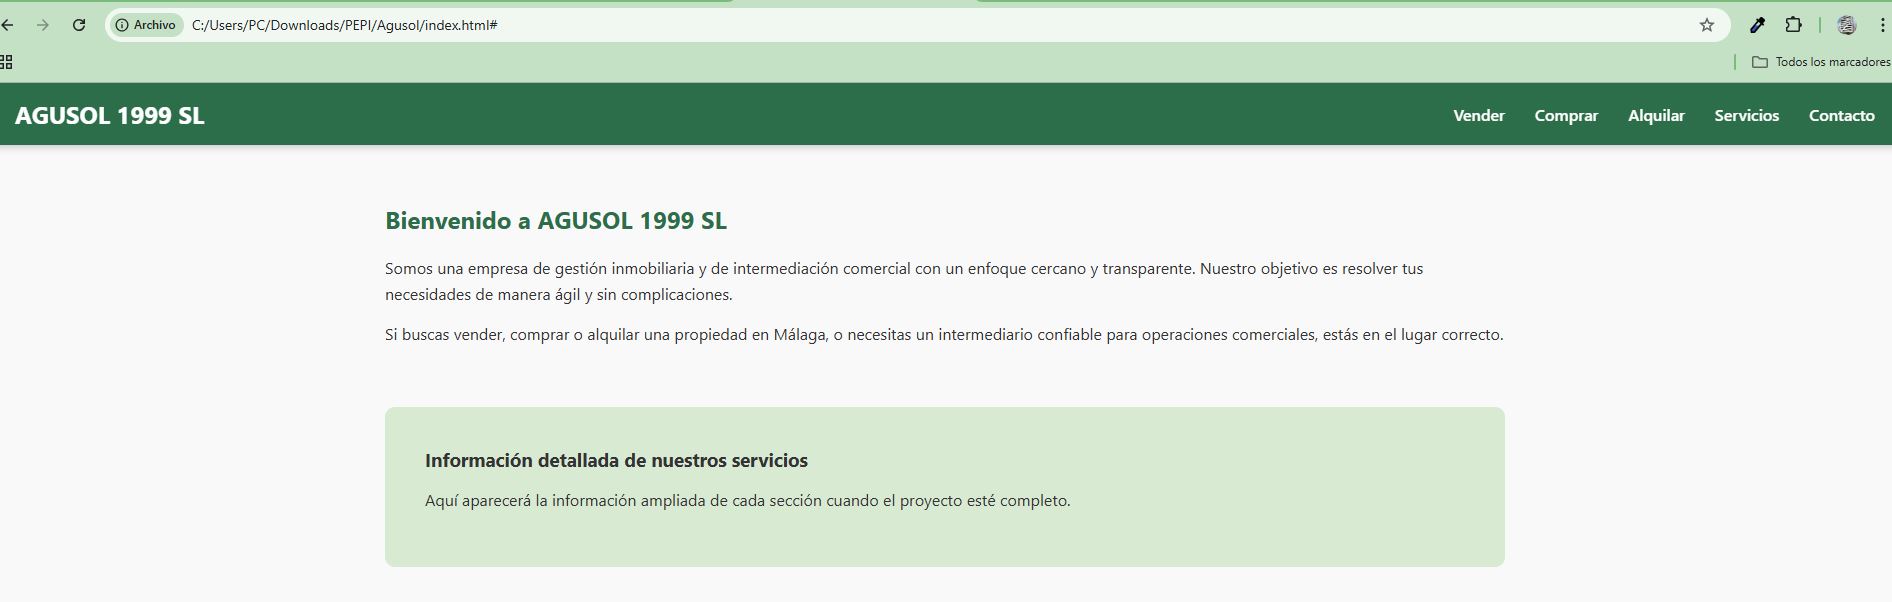 Archivo C:/Users/PC/Downloads/PEPI/Agusol/index.html#
Todos los marcadores
AGUSOL 1999 SL Vender Comprar Alquilar Servicios Contacto
Bienvenido a AGUSOL 1999 SL
Somos una empresa de gestión inmobiliaria y de intermediación comercial con un enfoque cercano y transparente. Nuestro objetivo es resolver tus
necesidades de manera ágil y sin complicaciones.
Si buscas vender, comprar o alquilar una propiedad en Málaga, o necesitas un intermediario confiable para operaciones comerciales, estás en el lugar correcto.
Información detallada de nuestros servicios
Aquí aparecerá la información ampliada de cada sección cuando el proyecto esté completo.